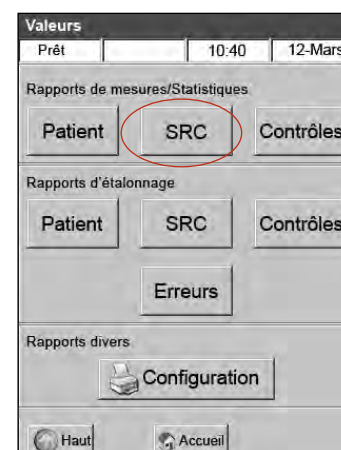 Valeurs
Prêt 10:40 12-Mars
Rapports de mesures/Statistiques
Patient SRC Contrôles
Rapports d'étalonnage
Patient SRC Contrôles
Erreurs
Rapports divers
Configuration
Haut Accueil